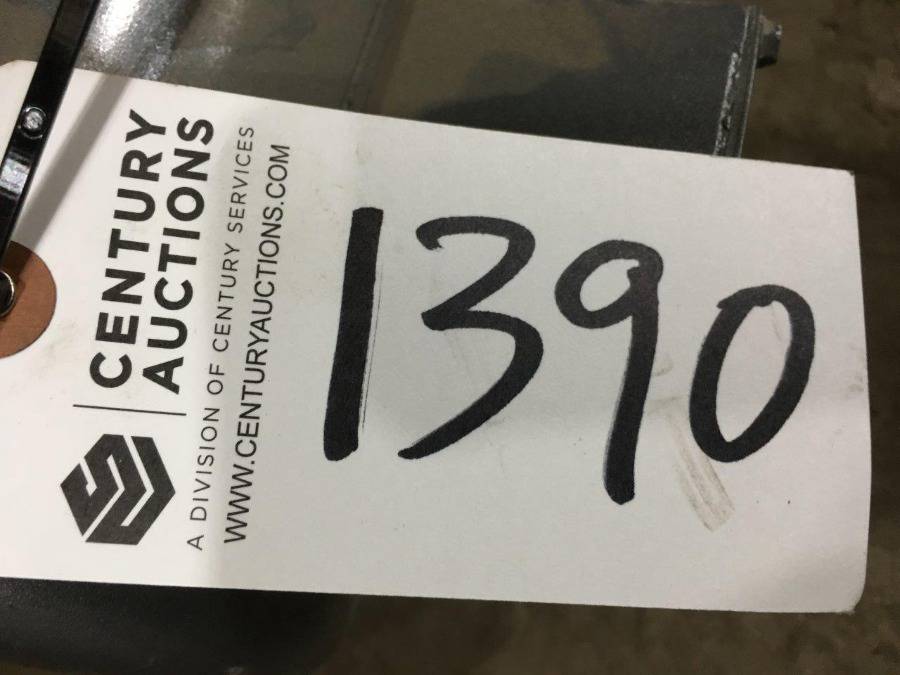 CENTURY
AUCTIONS
A DIVISION OF CENTURY SERVICES
WWW.CENTURYAUCTIONS.COM
1390